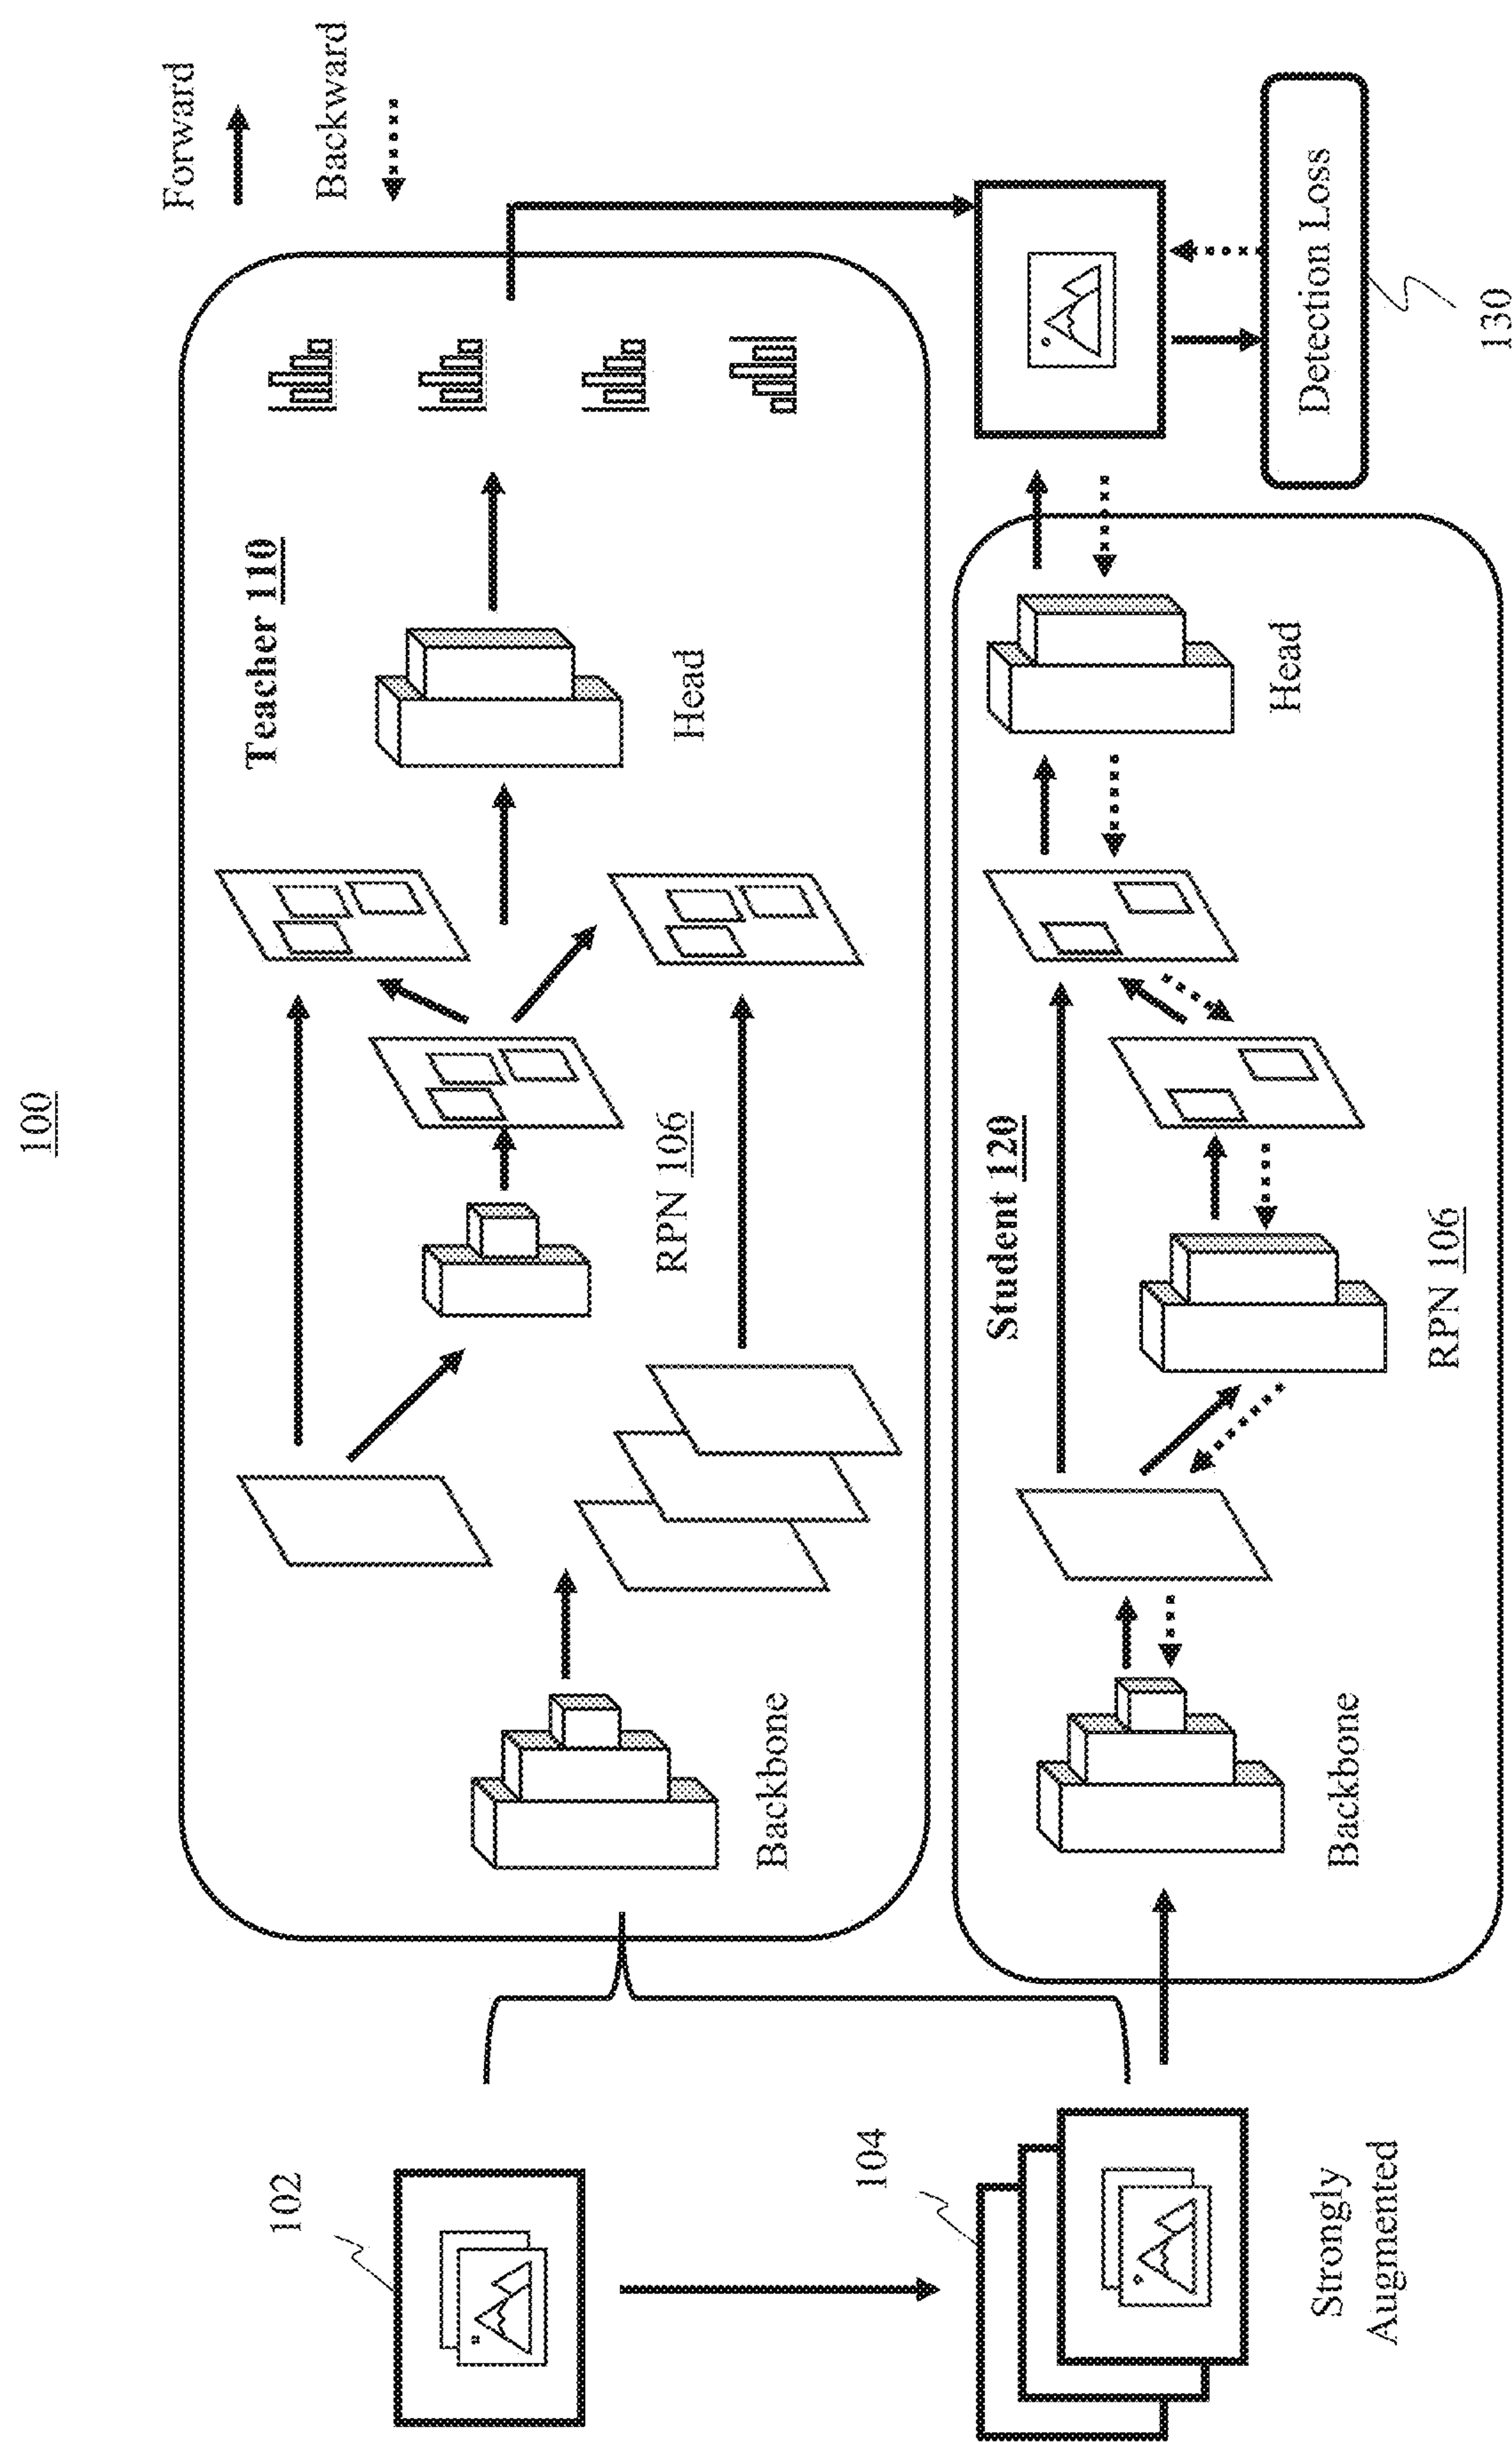 100
Forward
Backward
Teacher 110
102
Backbone
RPN 106
Head
104
Student 120
Strongly
Augmented
Backbone
RPN 106
Head
Detection Loss
130